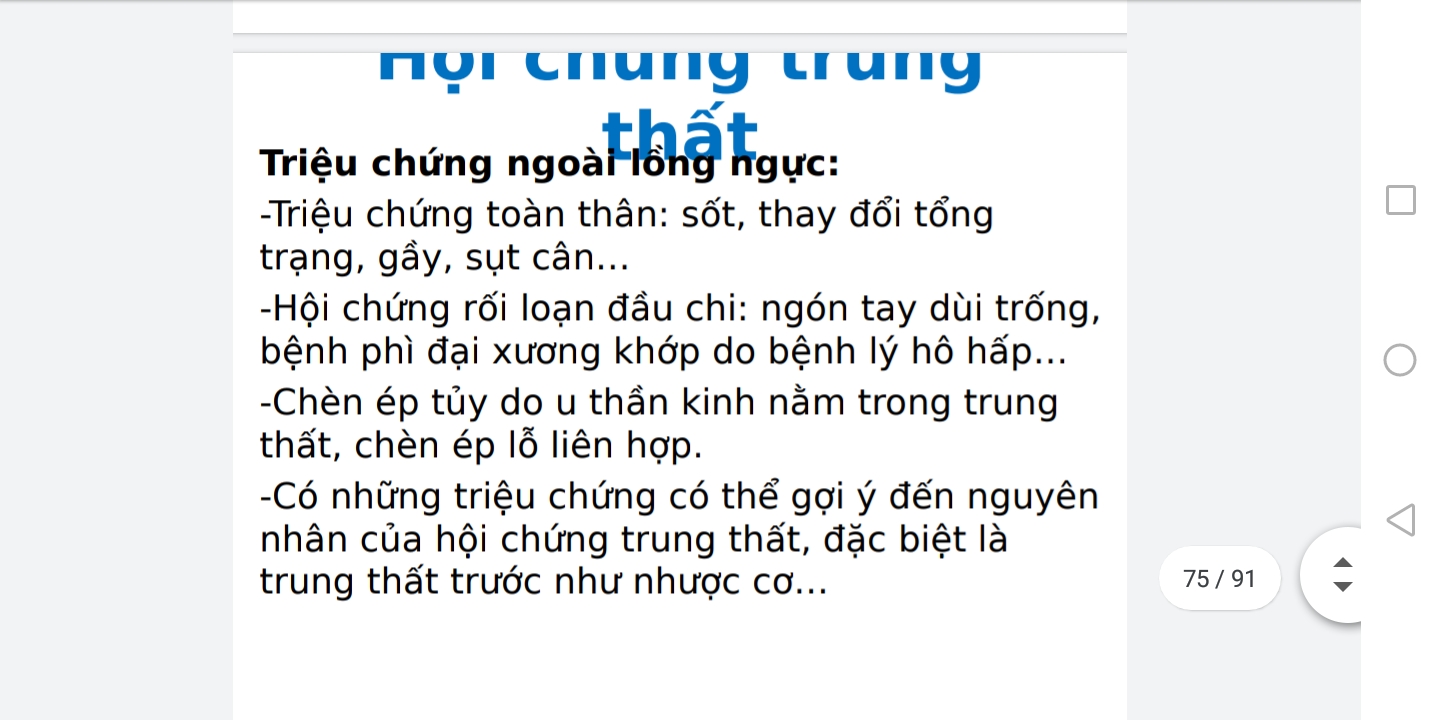 Hội chứng trung
thất
Triệu chứng ngoài lồng ngực:
-Triệu chứng toàn thân: sốt, thay đổi tổng
trạng, gầy, sụt cân...
-Hội chứng rối loạn đầu chi: ngón tay dùi trống,
bệnh phì đại xương khớp do bệnh lý hô hấp...
-Chèn ép tủy do u thần kinh nằm trong trung
thất, chèn ép lỗ liên hợp.
-Có những triệu chứng có thể gợi ý đến nguyên
nhân của hội chứng trung thất, đặc biệt là
trung thất trước như nhược cơ...
75 / 91